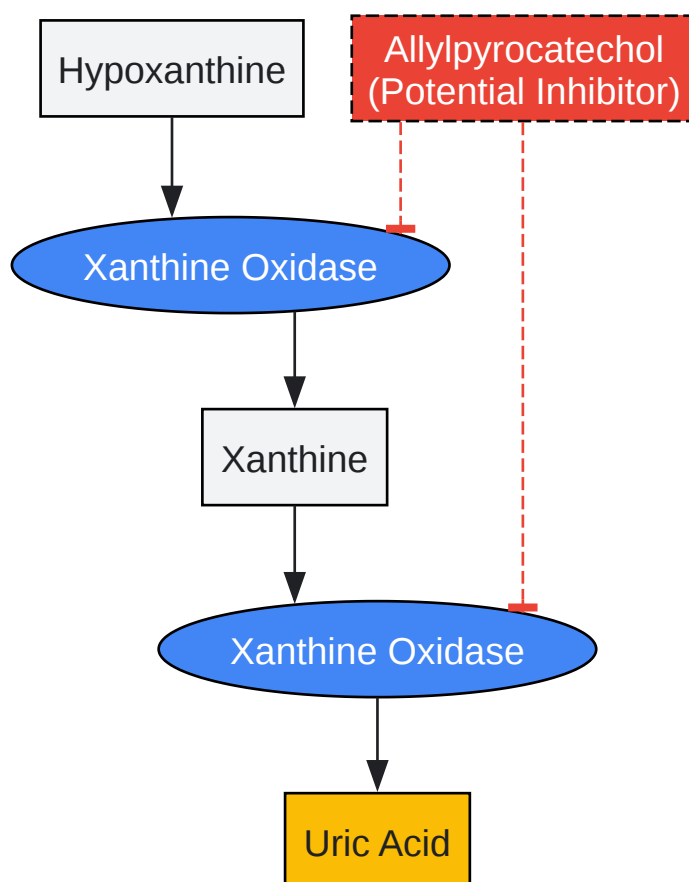 Hypoxanthine
Allylpyrocatechol
(Potential Inhibitor)
Xanthine Oxidase
Xanthine
Xanthine Oxidase
Uric Acid